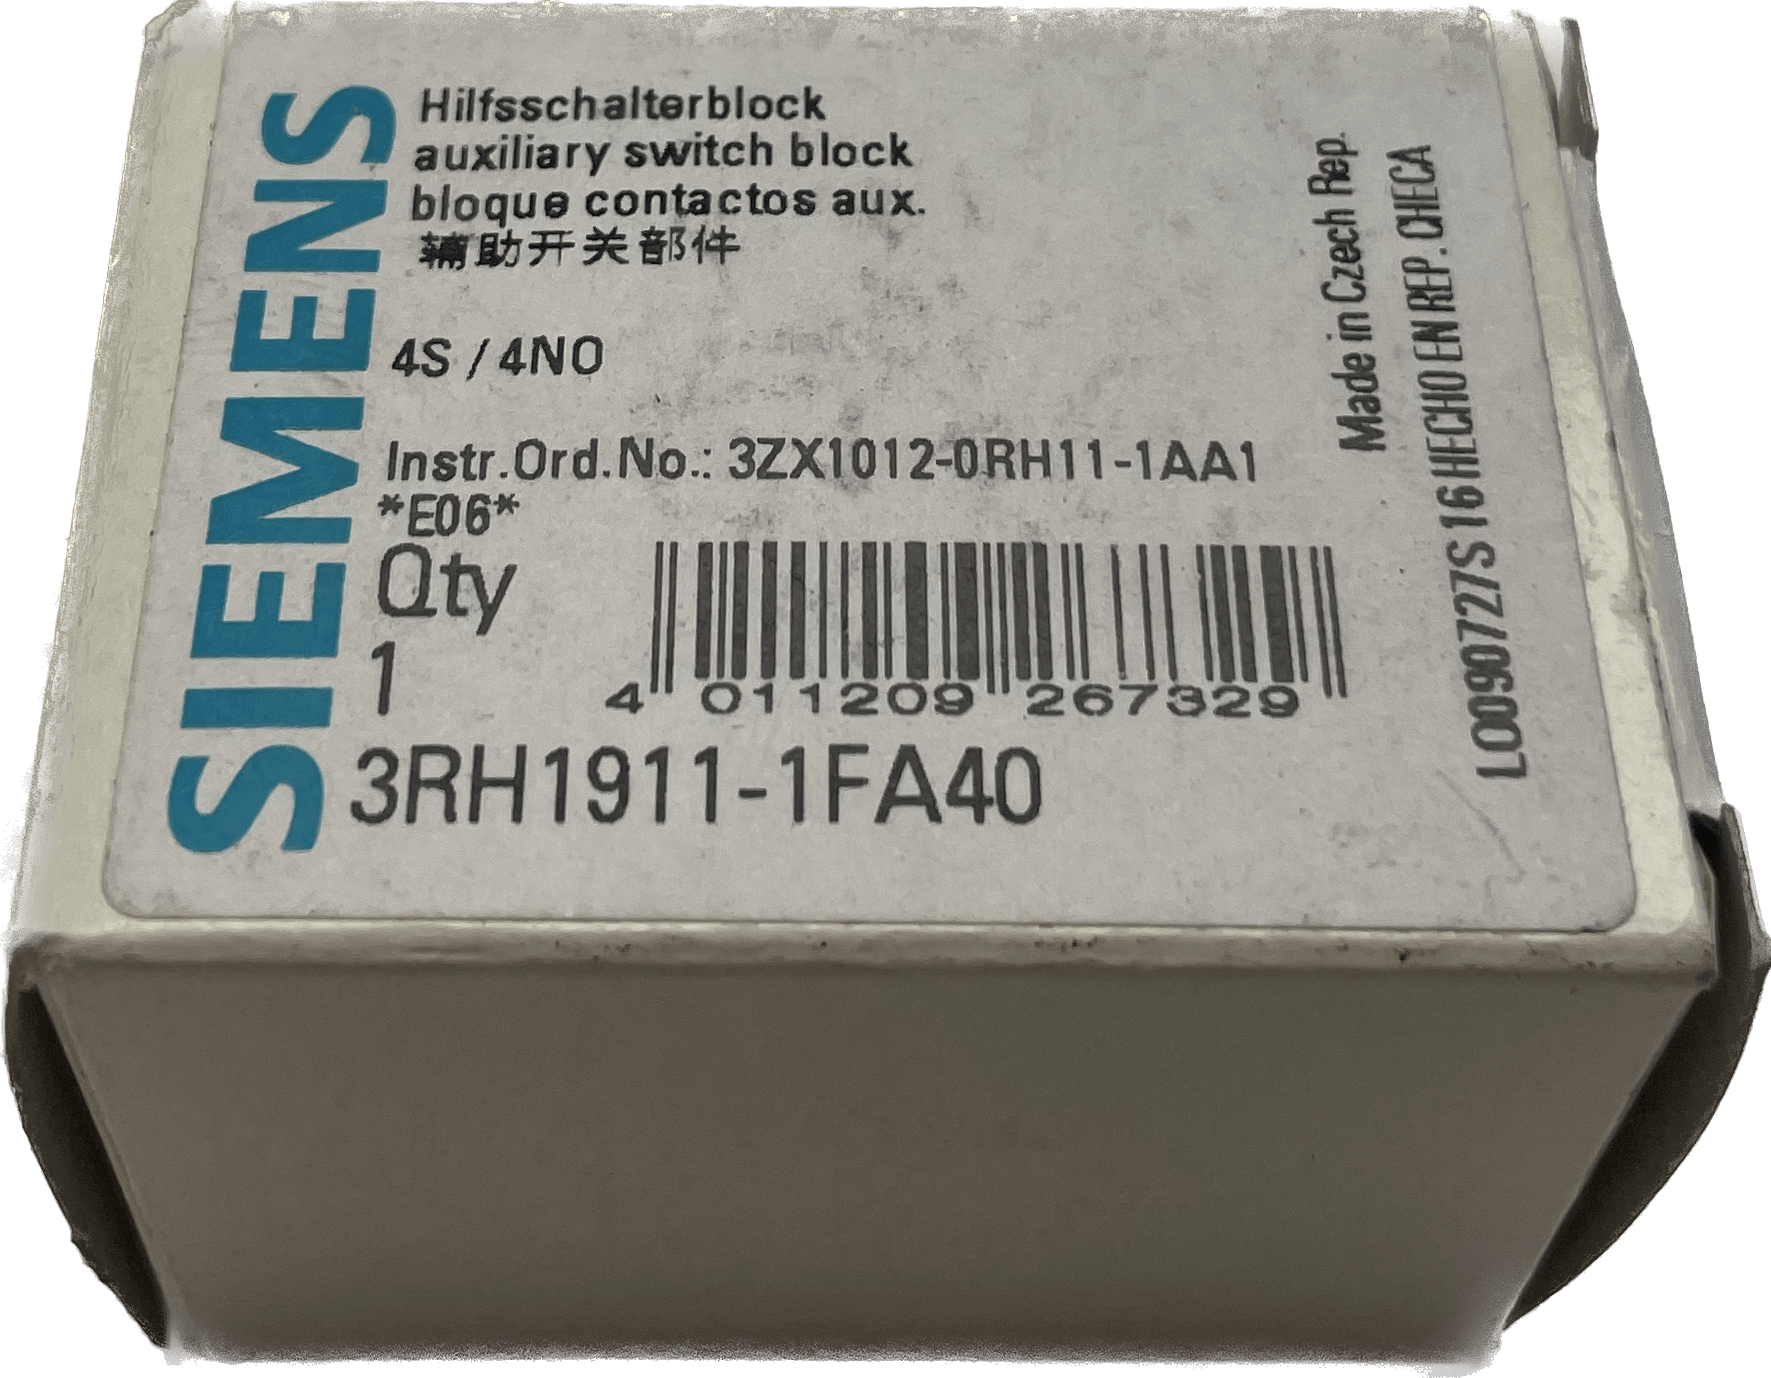 SIEMENS
Hilfsschalterblock
auxiliary switch block
bloque contactos aux.
辅助开关部件
4S / 4NO
Instr.Ord.No.: 3ZX1012-0RH11-1AA1
*E06*
Qty
1
4 011209 267329
3RH1911-1FA40
Made in Czech Rep.
L0090727S 16 HECHO EN REP. CHECA